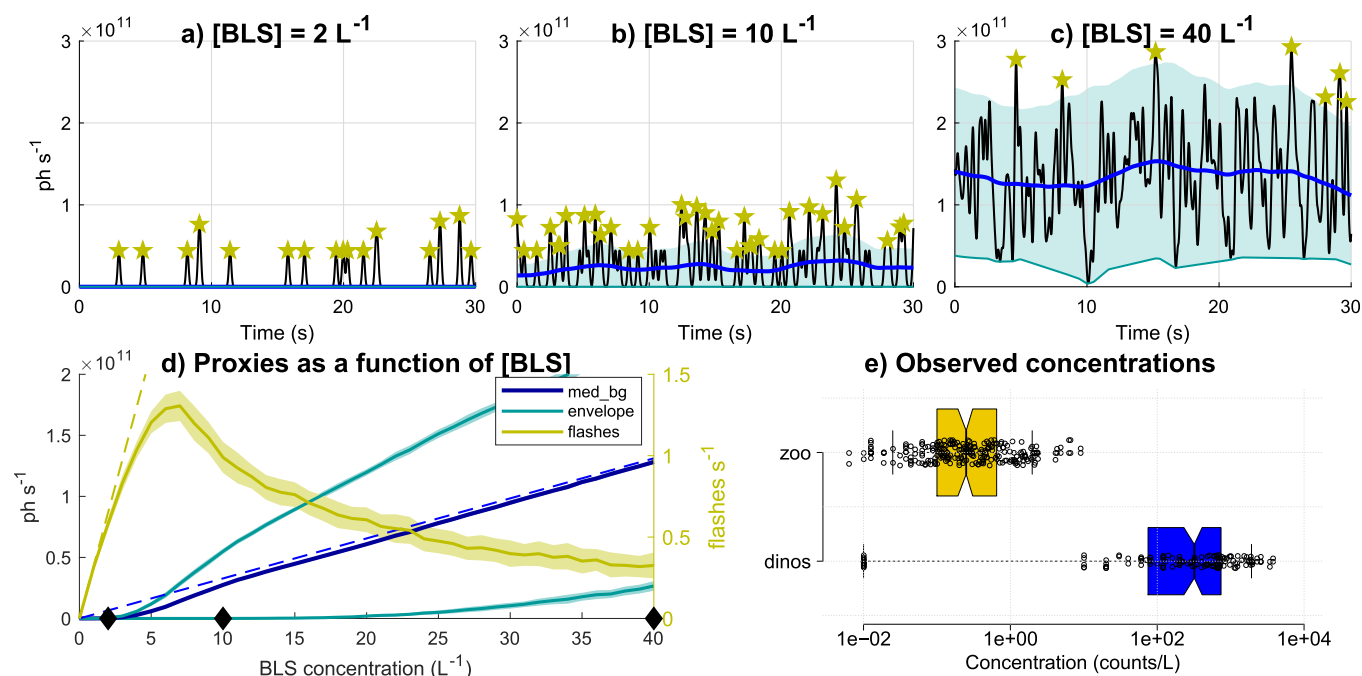 a) [BLS] = 2 L⁻¹
× 10¹¹
3
2
1
0
ph s⁻¹
0 10 20 30
Time (s)
b) [BLS] = 10 L⁻¹
× 10¹¹
3
2
1
0
0 10 20 30
Time (s)
c) [BLS] = 40 L⁻¹
× 10¹¹
3
2
1
0
0 10 20 30
Time (s)
d) Proxies as a function of [BLS]
× 10¹¹
2
1.5
1
0.5
0
ph s⁻¹
med_bg
envelope
flashes
1.5
1
0.5
0
flashes s⁻¹
0 5 10 15 20 25 30 35 40
BLS concentration (L⁻¹)
e) Observed concentrations
zoo
dinos
1e-02 1e+00 1e+02 1e+04
Concentration (counts/L)